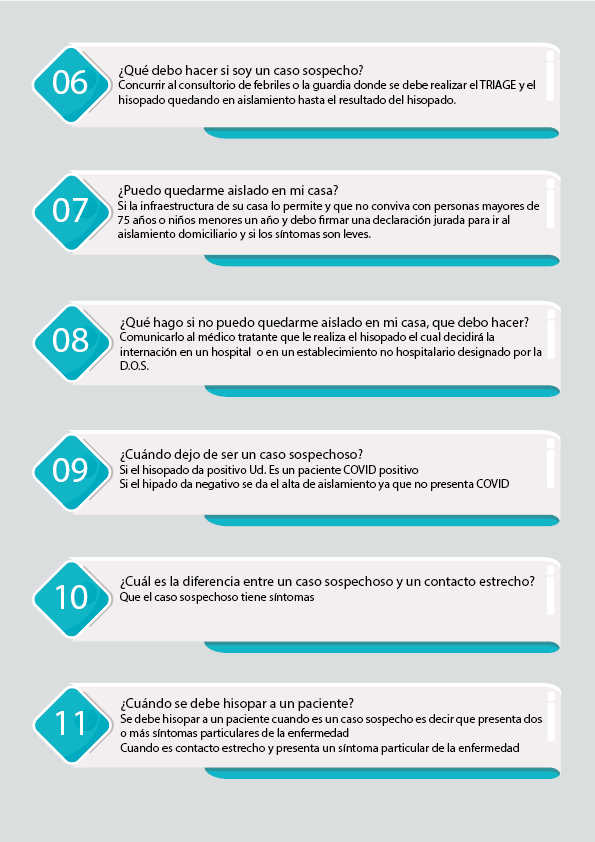 06
¿Qué debo hacer si soy un caso sospecho?
Concurrir al consultorio de febriles o la guardia donde se debe realizar el TRIAGE y el
hisopado quedando en aislamiento hasta el resultado del hisopado.
07
¿Puedo quedarme aislado en mi casa?
Si la infraestructura de su casa lo permite y que no conviva con personas mayores de
75 años o niños menores un año y debo firmar una declaración jurada para ir al
aislamiento domiciliario y si los síntomas son leves.
08
¿Qué hago si no puedo quedarme aislado en mi casa, que debo hacer?
Comunicarlo al médico tratante que le realiza el hisopado el cual decidirá la
internación en un hospital o en un establecimiento no hospitalario designado por la
D.O.S.
09
¿Cuándo dejo de ser un caso sospechoso?
Si el hisopado da positivo Ud. Es un paciente COVID positivo
Si el hipado da negativo se da el alta de aislamiento ya que no presenta COVID
10
¿Cuál es la diferencia entre un caso sospechoso y un contacto estrecho?
Que el caso sospechoso tiene síntomas
11
¿Cuándo se debe hisopar a un paciente?
Se debe hisopar a un paciente cuando es un caso sospecho es decir que presenta dos
o más síntomas particulares de la enfermedad
Cuando es contacto estrecho y presenta un síntoma particular de la enfermedad